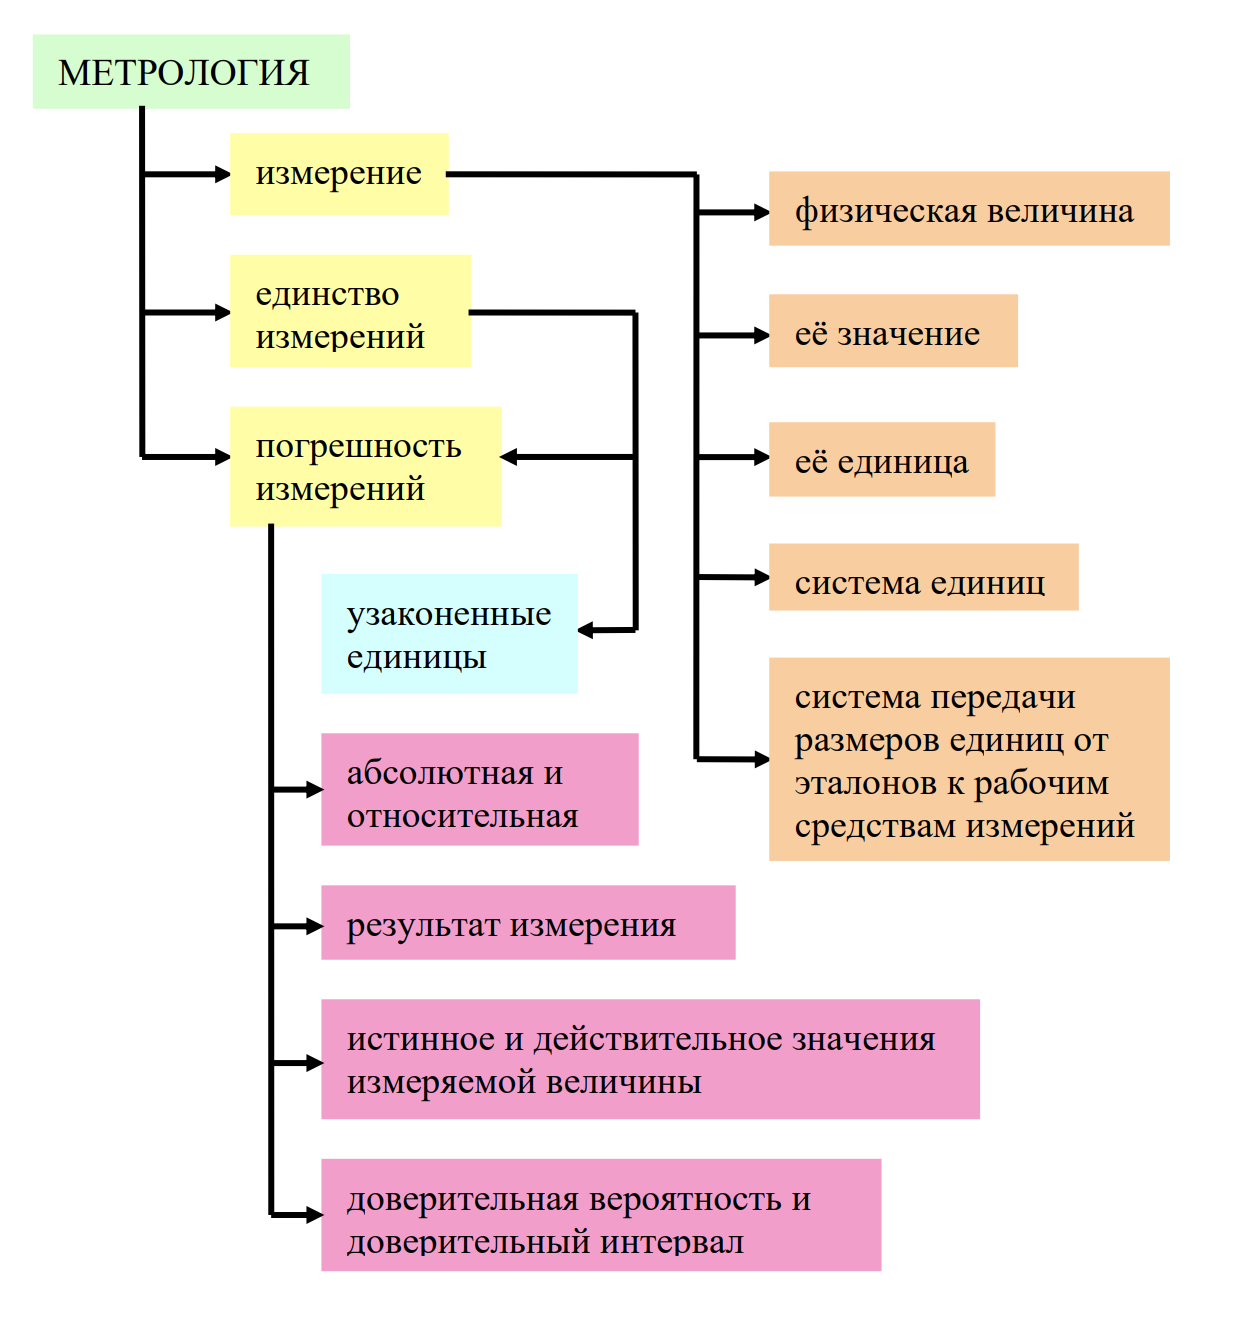 МЕТРОЛОГИЯ
измерение
единство
измерений
погрешность
измерений
узаконенные
единицы
абсолютная и
относительная
результат измерения
истинное и действительное значения
измеряемой величины
доверительная вероятность и
доверительный интервал
физическая величина
её значение
её единица
система единиц
система передачи
размеров единиц от
эталонов к рабочим
средствам измерений